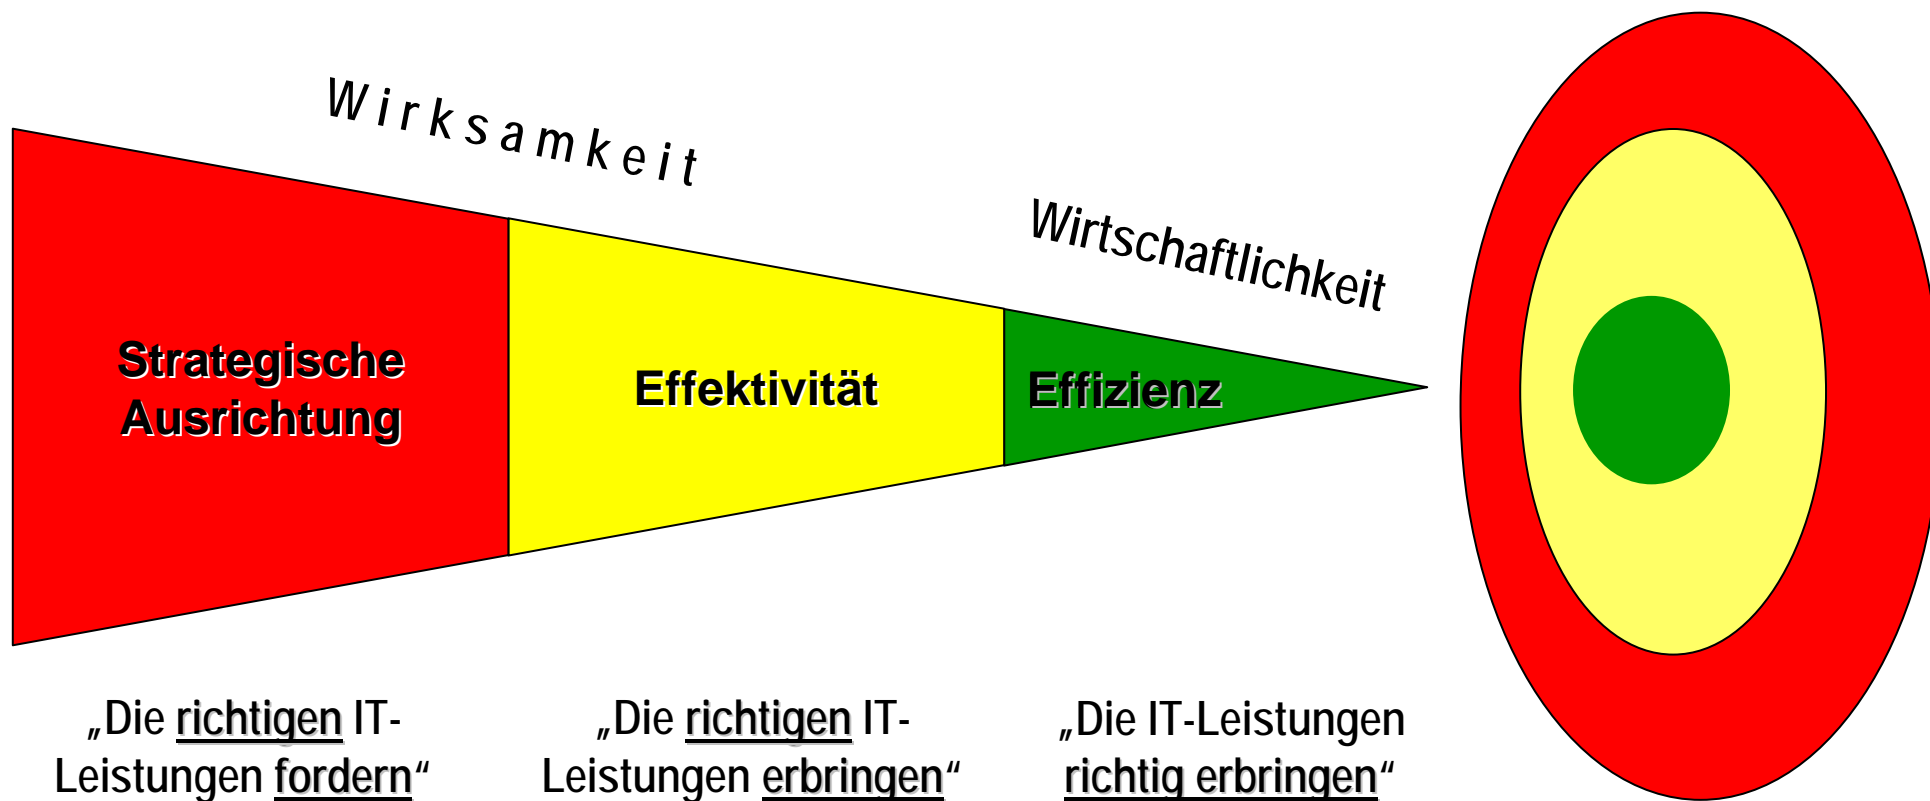 Wirksamkeit
Wirtschaftlichkeit
Strategische
Ausrichtung
Effektivität
Effizienz
„Die richtigen IT-
Leistungen fordern“
„Die richtigen IT-
Leistungen erbringen“
„Die IT-Leistungen
richtig erbringen“